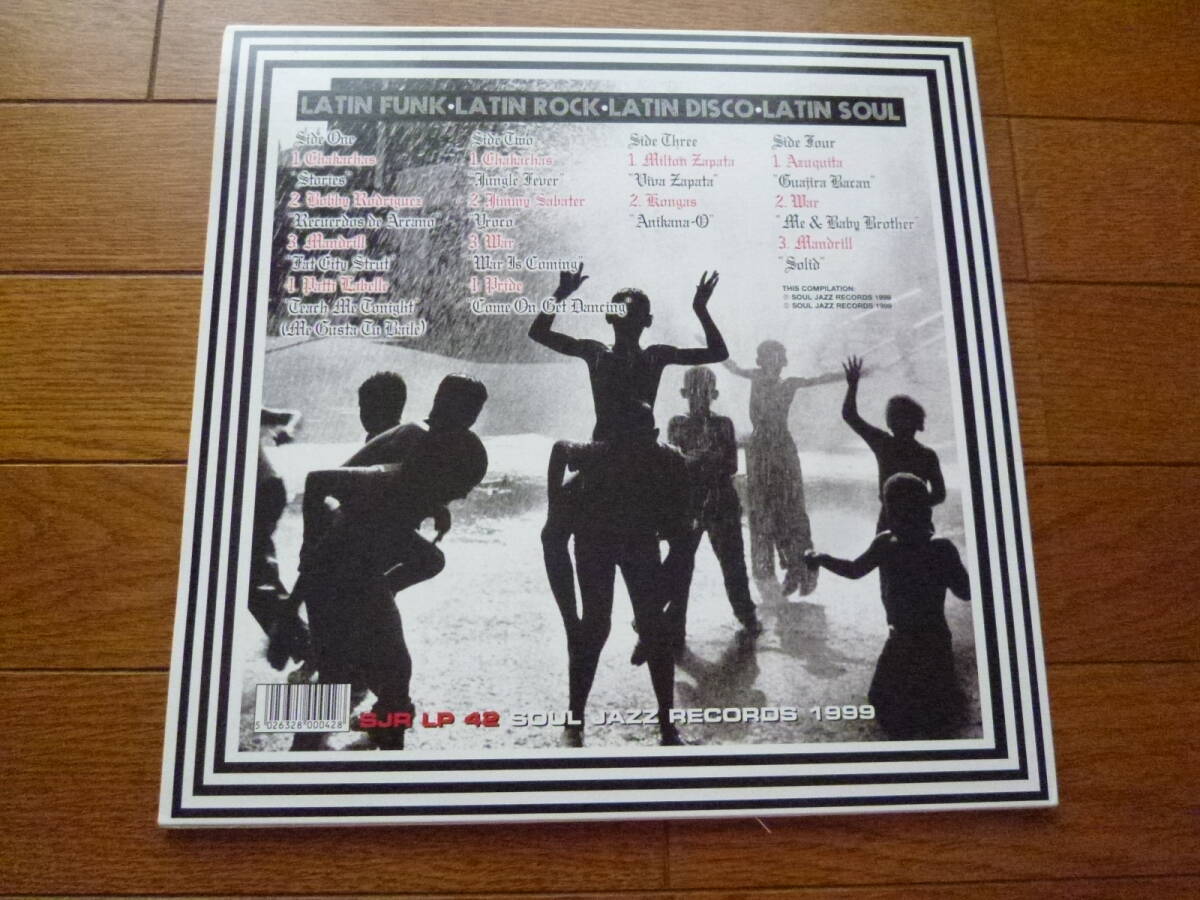 LATIN FUNK•LATIN ROCK•LATIN DISCO•LATIN SOUL
Side One
1. Chakachas
"Stories"
2. Bobby Rodriguez
"Recuerdos de Arcano
3. Mandrill
"Fat City Strut
4. Patti Labelle
"Teach Me Tonight"
(Me Gusta Tu Baile)
Side Two
1. Chakachas
"Jungle Fever"
2. Jimmy Sabater
"Yroco
3. War
"War Is Coming"
4. Pride
"Come On Get Dancing
Side Three
1. Milton Zapata
"Viva Zapata"
2. Kongas
"Anikana-O"
Side Four
1. Azuquita
"Guajira Bacan"
2. War
"Me & Baby Brother"
3. Mandrill
"Solid"
THIS COMPILATION:
℗ SOUL JAZZ RECORDS 1999
© SOUL JAZZ RECORDS 1999
5 026328 000428
SJR LP 42 SOUL JAZZ RECORDS 1999